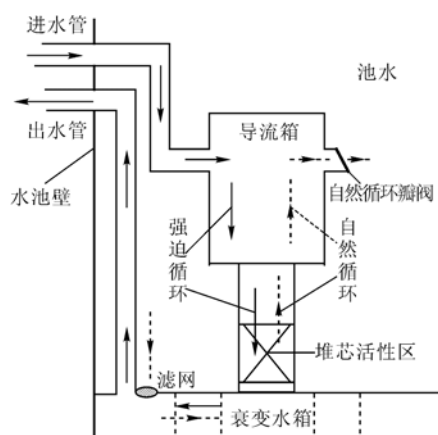 进水管
池水
导流箱
出水管
自然循环瓣阀
水池壁
强迫循环
自然循环
堆芯活性区
滤网
衰变水箱